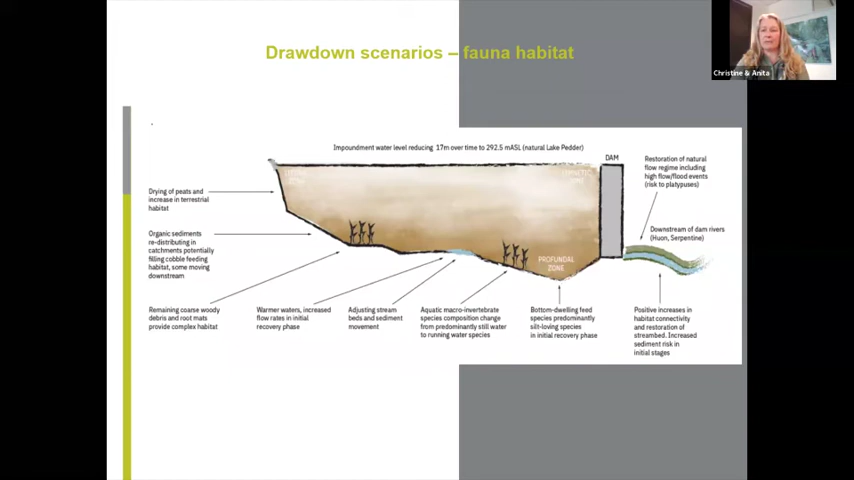 Drawdown scenarios – fauna habitat
Christine & Anita
Impoundment water level reducing 17m over time to 292.5 mASL (natural Lake Pedder)
DAM
Restoration of natural
flow regime including
high flow/flood events
(risk to platypuses)
ZONE
ZONE
Drying of peats and
increase in terrestrial
habitat
Downstream of dam rivers
(Huon, Serpentine)
Organic sediments
re-distributing in
catchments potentially
filling cobble feeding
habitat, some moving
downstream
PROFUNDAL
ZONE
Remaining coarse woody
debris and root mats
provide complex habitat
Warmer waters, increased
flow rates in initial
recovery phase
Adjusting stream
beds and sediment
movement
Aquatic macro-invertebrate
species composition change
from predominantly still water
to running water species
Bottom-dwelling feed
species predominantly
silt-loving species
in initial recovery phase
Positive increases in
habitat connectivity
and restoration of
streambed. Increased
sediment risk in
initial stages